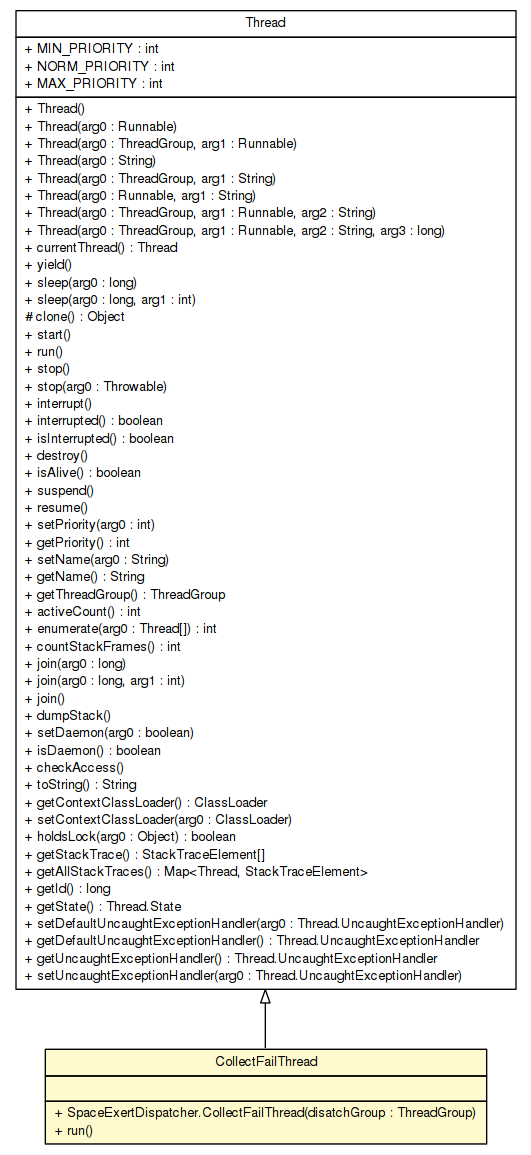 Thread
+ MIN_PRIORITY : int
+ NORM_PRIORITY : int
+ MAX_PRIORITY : int
+ Thread()
+ Thread(arg0 : Runnable)
+ Thread(arg0 : ThreadGroup, arg1 : Runnable)
+ Thread(arg0 : String)
+ Thread(arg0 : ThreadGroup, arg1 : String)
+ Thread(arg0 : Runnable, arg1 : String)
+ Thread(arg0 : ThreadGroup, arg1 : Runnable, arg2 : String)
+ Thread(arg0 : ThreadGroup, arg1 : Runnable, arg2 : String, arg3 : long)
+ currentThread() : Thread
+ yield()
+ sleep(arg0 : long)
+ sleep(arg0 : long, arg1 : int)
# clone() : Object
+ start()
+ run()
+ stop()
+ stop(arg0 : Throwable)
+ interrupt()
+ interrupted() : boolean
+ isInterrupted() : boolean
+ destroy()
+ isAlive() : boolean
+ suspend()
+ resume()
+ setPriority(arg0 : int)
+ getPriority() : int
+ setName(arg0 : String)
+ getName() : String
+ getThreadGroup() : ThreadGroup
+ activeCount() : int
+ enumerate(arg0 : Thread[]) : int
+ countStackFrames() : int
+ join(arg0 : long)
+ join(arg0 : long, arg1 : int)
+ join()
+ dumpStack()
+ setDaemon(arg0 : boolean)
+ isDaemon() : boolean
+ checkAccess()
+ toString() : String
+ getContextClassLoader() : ClassLoader
+ setContextClassLoader(arg0 : ClassLoader)
+ holdsLock(arg0 : Object) : boolean
+ getStackTrace() : StackTraceElement[]
+ getAllStackTraces() : Map<Thread, StackTraceElement>
+ getId() : long
+ getState() : Thread.State
+ setDefaultUncaughtExceptionHandler(arg0 : Thread.UncaughtExceptionHandler)
+ getDefaultUncaughtExceptionHandler() : Thread.UncaughtExceptionHandler
+ getUncaughtExceptionHandler() : Thread.UncaughtExceptionHandler
+ setUncaughtExceptionHandler(arg0 : Thread.UncaughtExceptionHandler)
CollectFailThread
+ SpaceExertDispatcher.CollectFailThread(disatchGroup : ThreadGroup)
+ run()